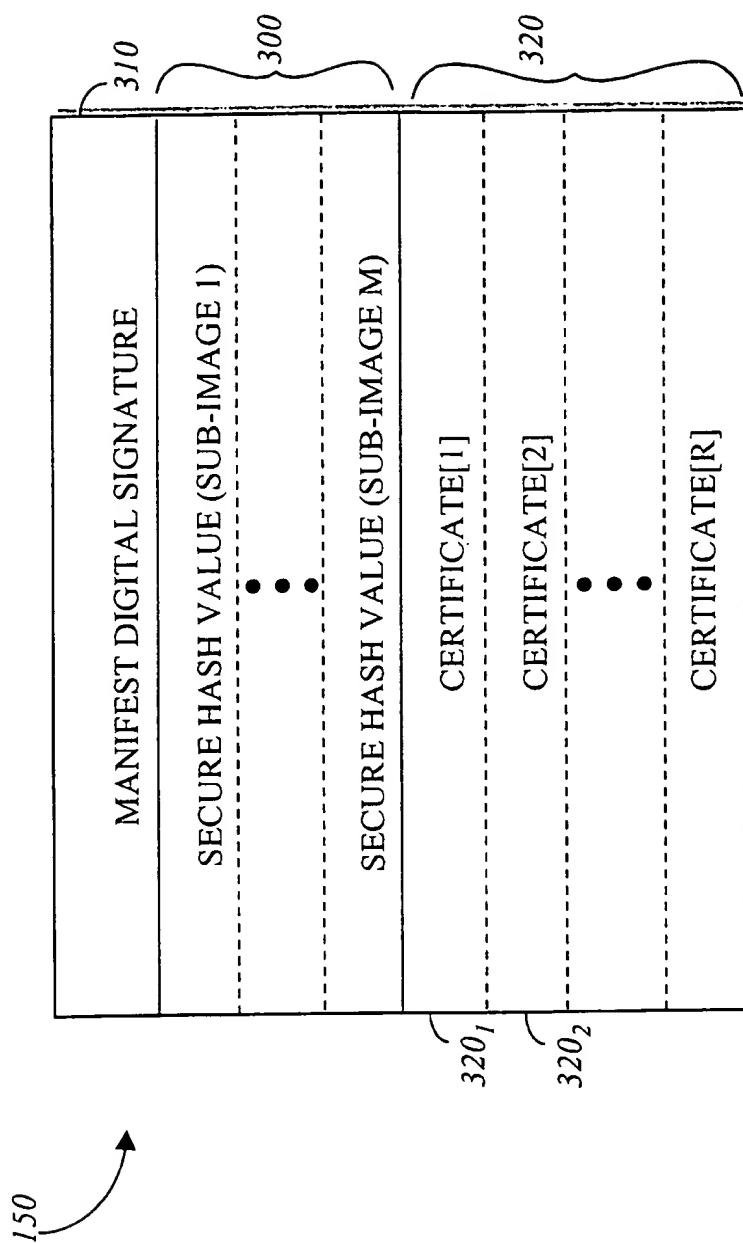 150
310
MANIFEST DIGITAL SIGNATURE
SECURE HASH VALUE (SUB-IMAGE 1)
300
SECURE HASH VALUE (SUB-IMAGE M)
320₁
CERTIFICATE[1]
320₂
CERTIFICATE[2]
320
CERTIFICATE[R]